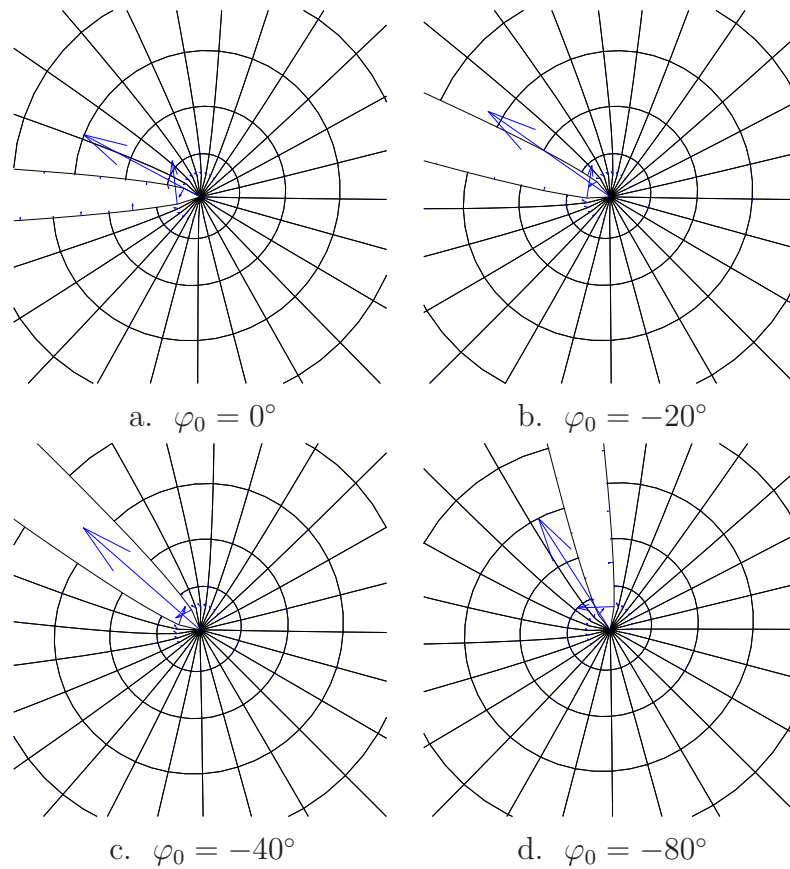 a. φ₀ = 0°
b. φ₀ = −20°
c. φ₀ = −40°
d. φ₀ = −80°